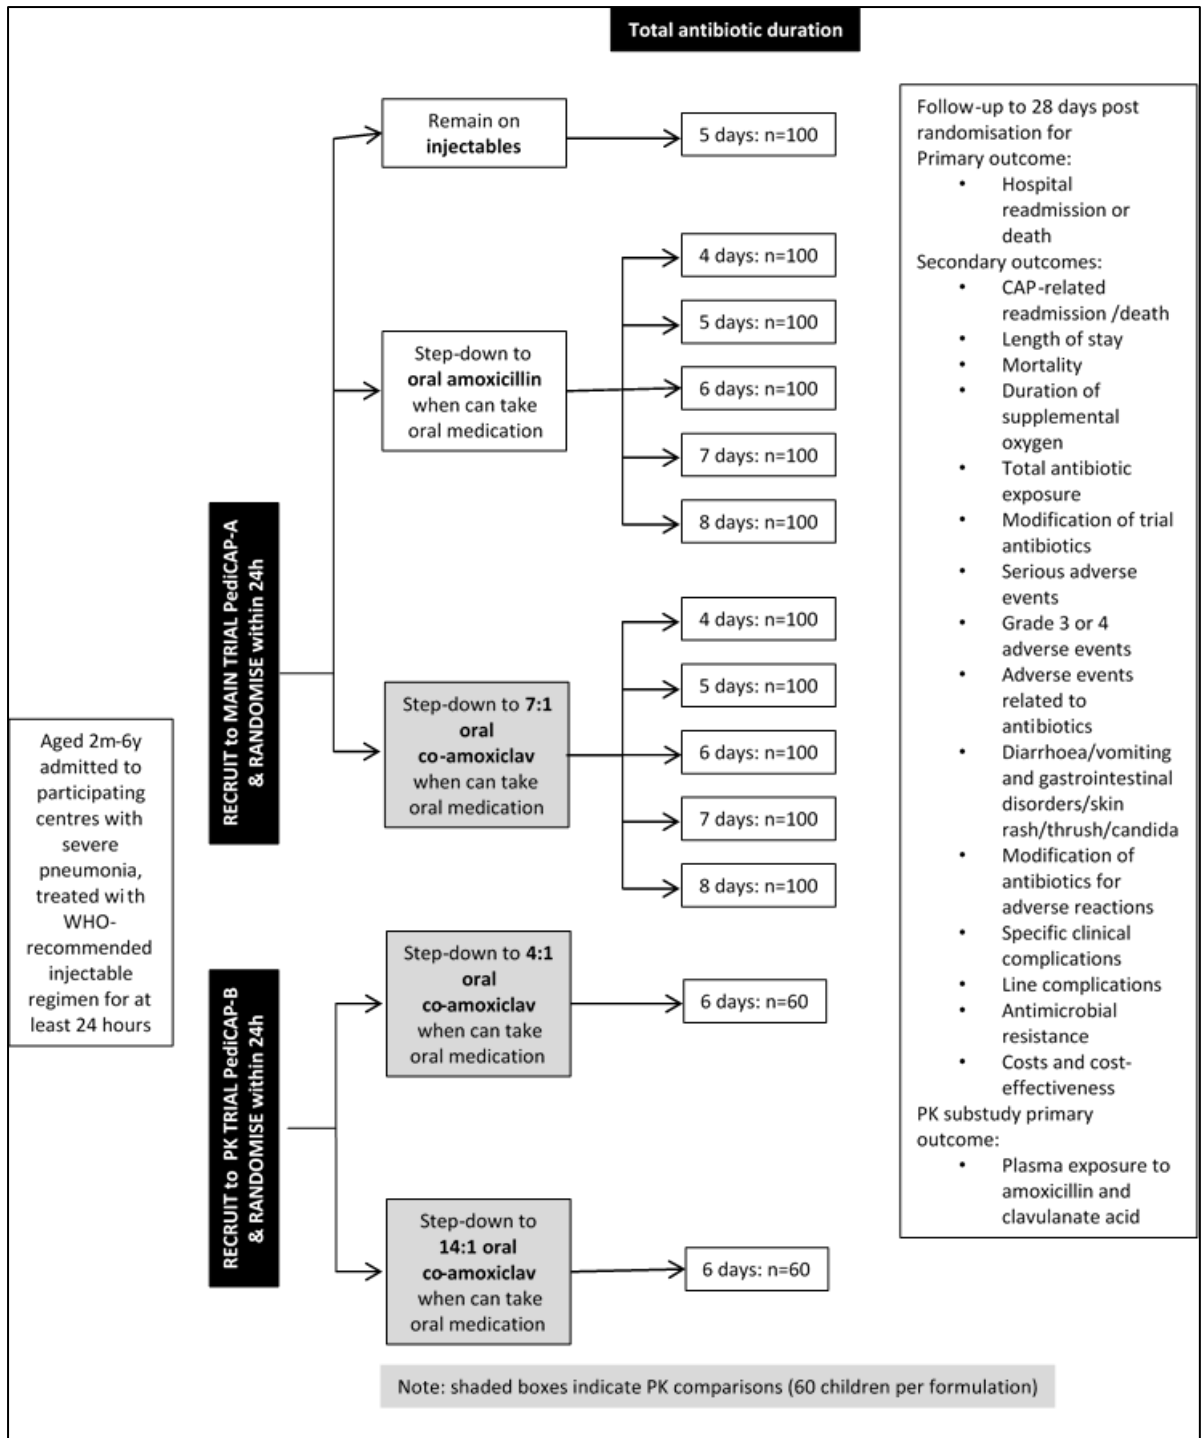 Total antibiotic duration
Aged 2m-6y
admitted to
participating
centres with
severe
pneumonia,
treated with
WHO-
recommended
injectable
regimen for at
least 24 hours
RECRUIT to MAIN TRIAL PediCAP-A
& RANDOMISE within 24h
Remain on
injectables
5 days: n=100
Step-down to
oral amoxicillin
when can take
oral medication
4 days: n=100
5 days: n=100
6 days: n=100
7 days: n=100
8 days: n=100
Step-down to 7:1
oral
co-amoxiclav
when can take
oral medication
4 days: n=100
5 days: n=100
6 days: n=100
7 days: n=100
8 days: n=100
RECRUIT to PK TRIAL PediCAP-B
& RANDOMISE within 24h
Step-down to 4:1
oral
co-amoxiclav
when can take
oral medication
6 days: n=60
Step-down to
14:1 oral
co-amoxiclav
when can take
oral medication
6 days: n=60
Follow-up to 28 days post
randomisation for
Primary outcome:
• Hospital
readmission or
death
Secondary outcomes:
• CAP-related
readmission /death
• Length of stay
• Mortality
• Duration of
supplemental
oxygen
• Total antibiotic
exposure
• Modification of trial
antibiotics
• Serious adverse
events
• Grade 3 or 4
adverse events
• Adverse events
related to
antibiotics
• Diarrhoea/vomiting
and gastrointestinal
disorders/skin
rash/thrush/candida
• Modification of
antibiotics for
adverse reactions
• Specific clinical
complications
• Line complications
• Antimicrobial
resistance
• Costs and cost-
effectiveness
PK substudy primary
outcome:
• Plasma exposure to
amoxicillin and
clavulanate acid
Note: shaded boxes indicate PK comparisons (60 children per formulation)